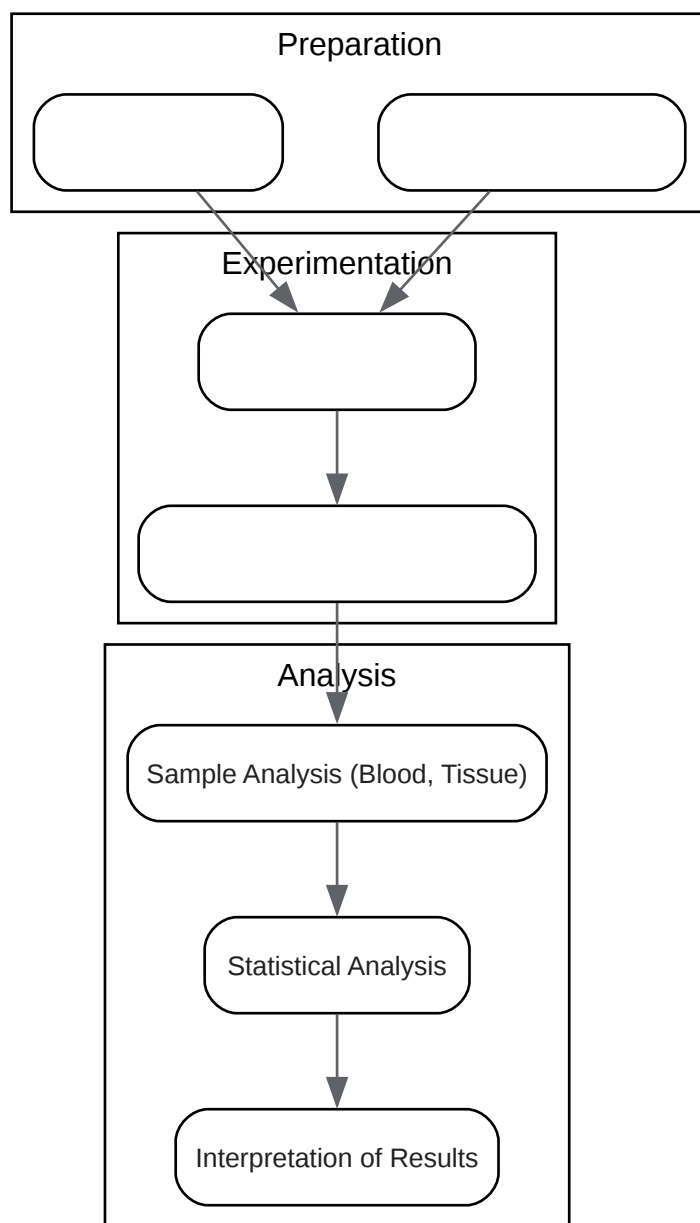 Preparation
Experimentation
Analysis
Sample Analysis (Blood, Tissue)
Statistical Analysis
Interpretation of Results